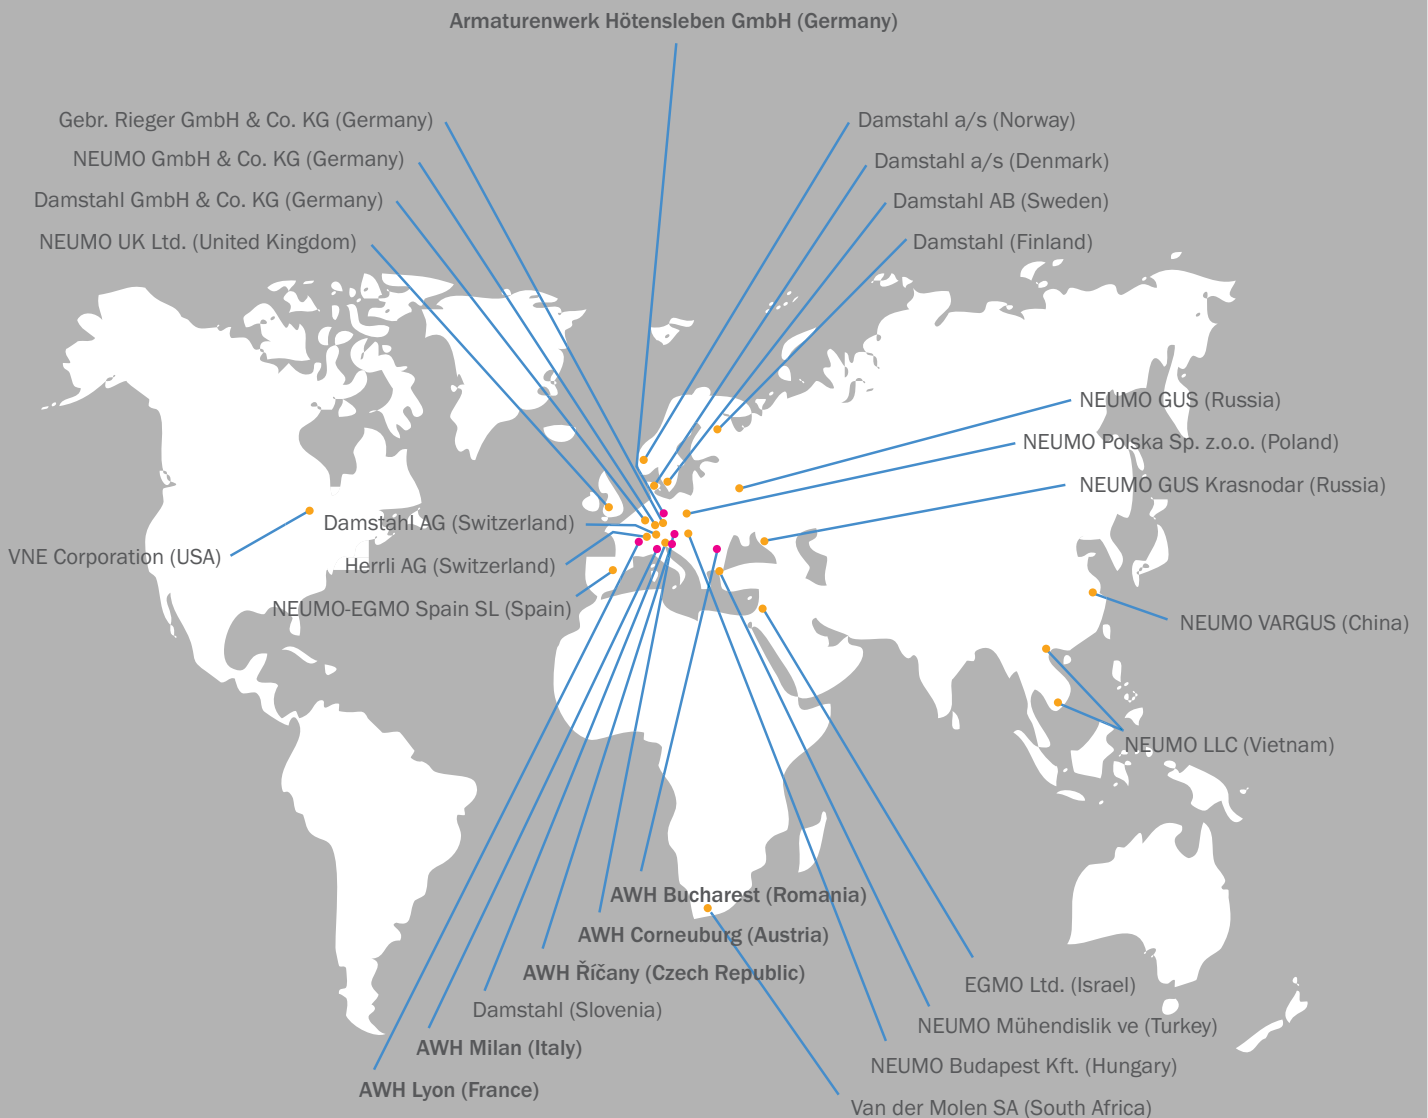 Armaturenwerk Hötensleben GmbH (Germany)
Gebr. Rieger GmbH & Co. KG (Germany)
NEUMO GmbH & Co. KG (Germany)
Damstahl GmbH & Co. KG (Germany)
NEUMO UK Ltd. (United Kingdom)
Damstahl a/s (Norway)
Damstahl a/s (Denmark)
Damstahl AB (Sweden)
Damstahl (Finland)
NEUMO GUS (Russia)
NEUMO Polska Sp. z.o.o. (Poland)
NEUMO GUS Krasnodar (Russia)
Damstahl AG (Switzerland)
VNE Corporation (USA)
Herrli AG (Switzerland)
NEUMO-EGMO Spain SL (Spain)
NEUMO VARGUS (China)
NEUMO LLC (Vietnam)
AWH Bucharest (Romania)
AWH Corneuburg (Austria)
AWH Říčany (Czech Republic)
Damstahl (Slovenia)
AWH Milan (Italy)
AWH Lyon (France)
EGMO Ltd. (Israel)
NEUMO Mühendislik ve (Turkey)
NEUMO Budapest Kft. (Hungary)
Van der Molen SA (South Africa)